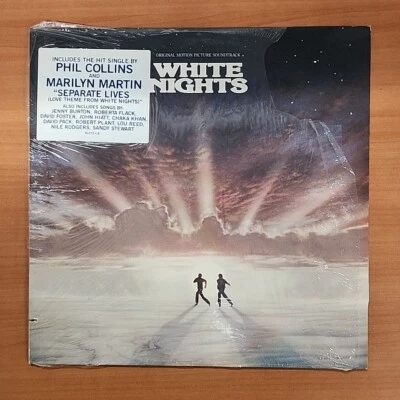 ORIGINAL MOTION PICTURE SOUNDTRACK
WHITE
NIGHTS
INCLUDES THE HIT SINGLE BY
PHIL COLLINS
AND
MARILYN MARTIN
"SEPARATE LIVES
(LOVE THEME FROM WHITE NIGHTS)"
ALSO INCLUDES SONGS BY
JENNY BURTON, ROBERTA FLACK,
DAVID FOSTER, JOHN HIATT, CHAKA KHAN,
DAVID PACK, ROBERT PLANT, LOU REED,
NILE RODGERS, SANDY STEWART